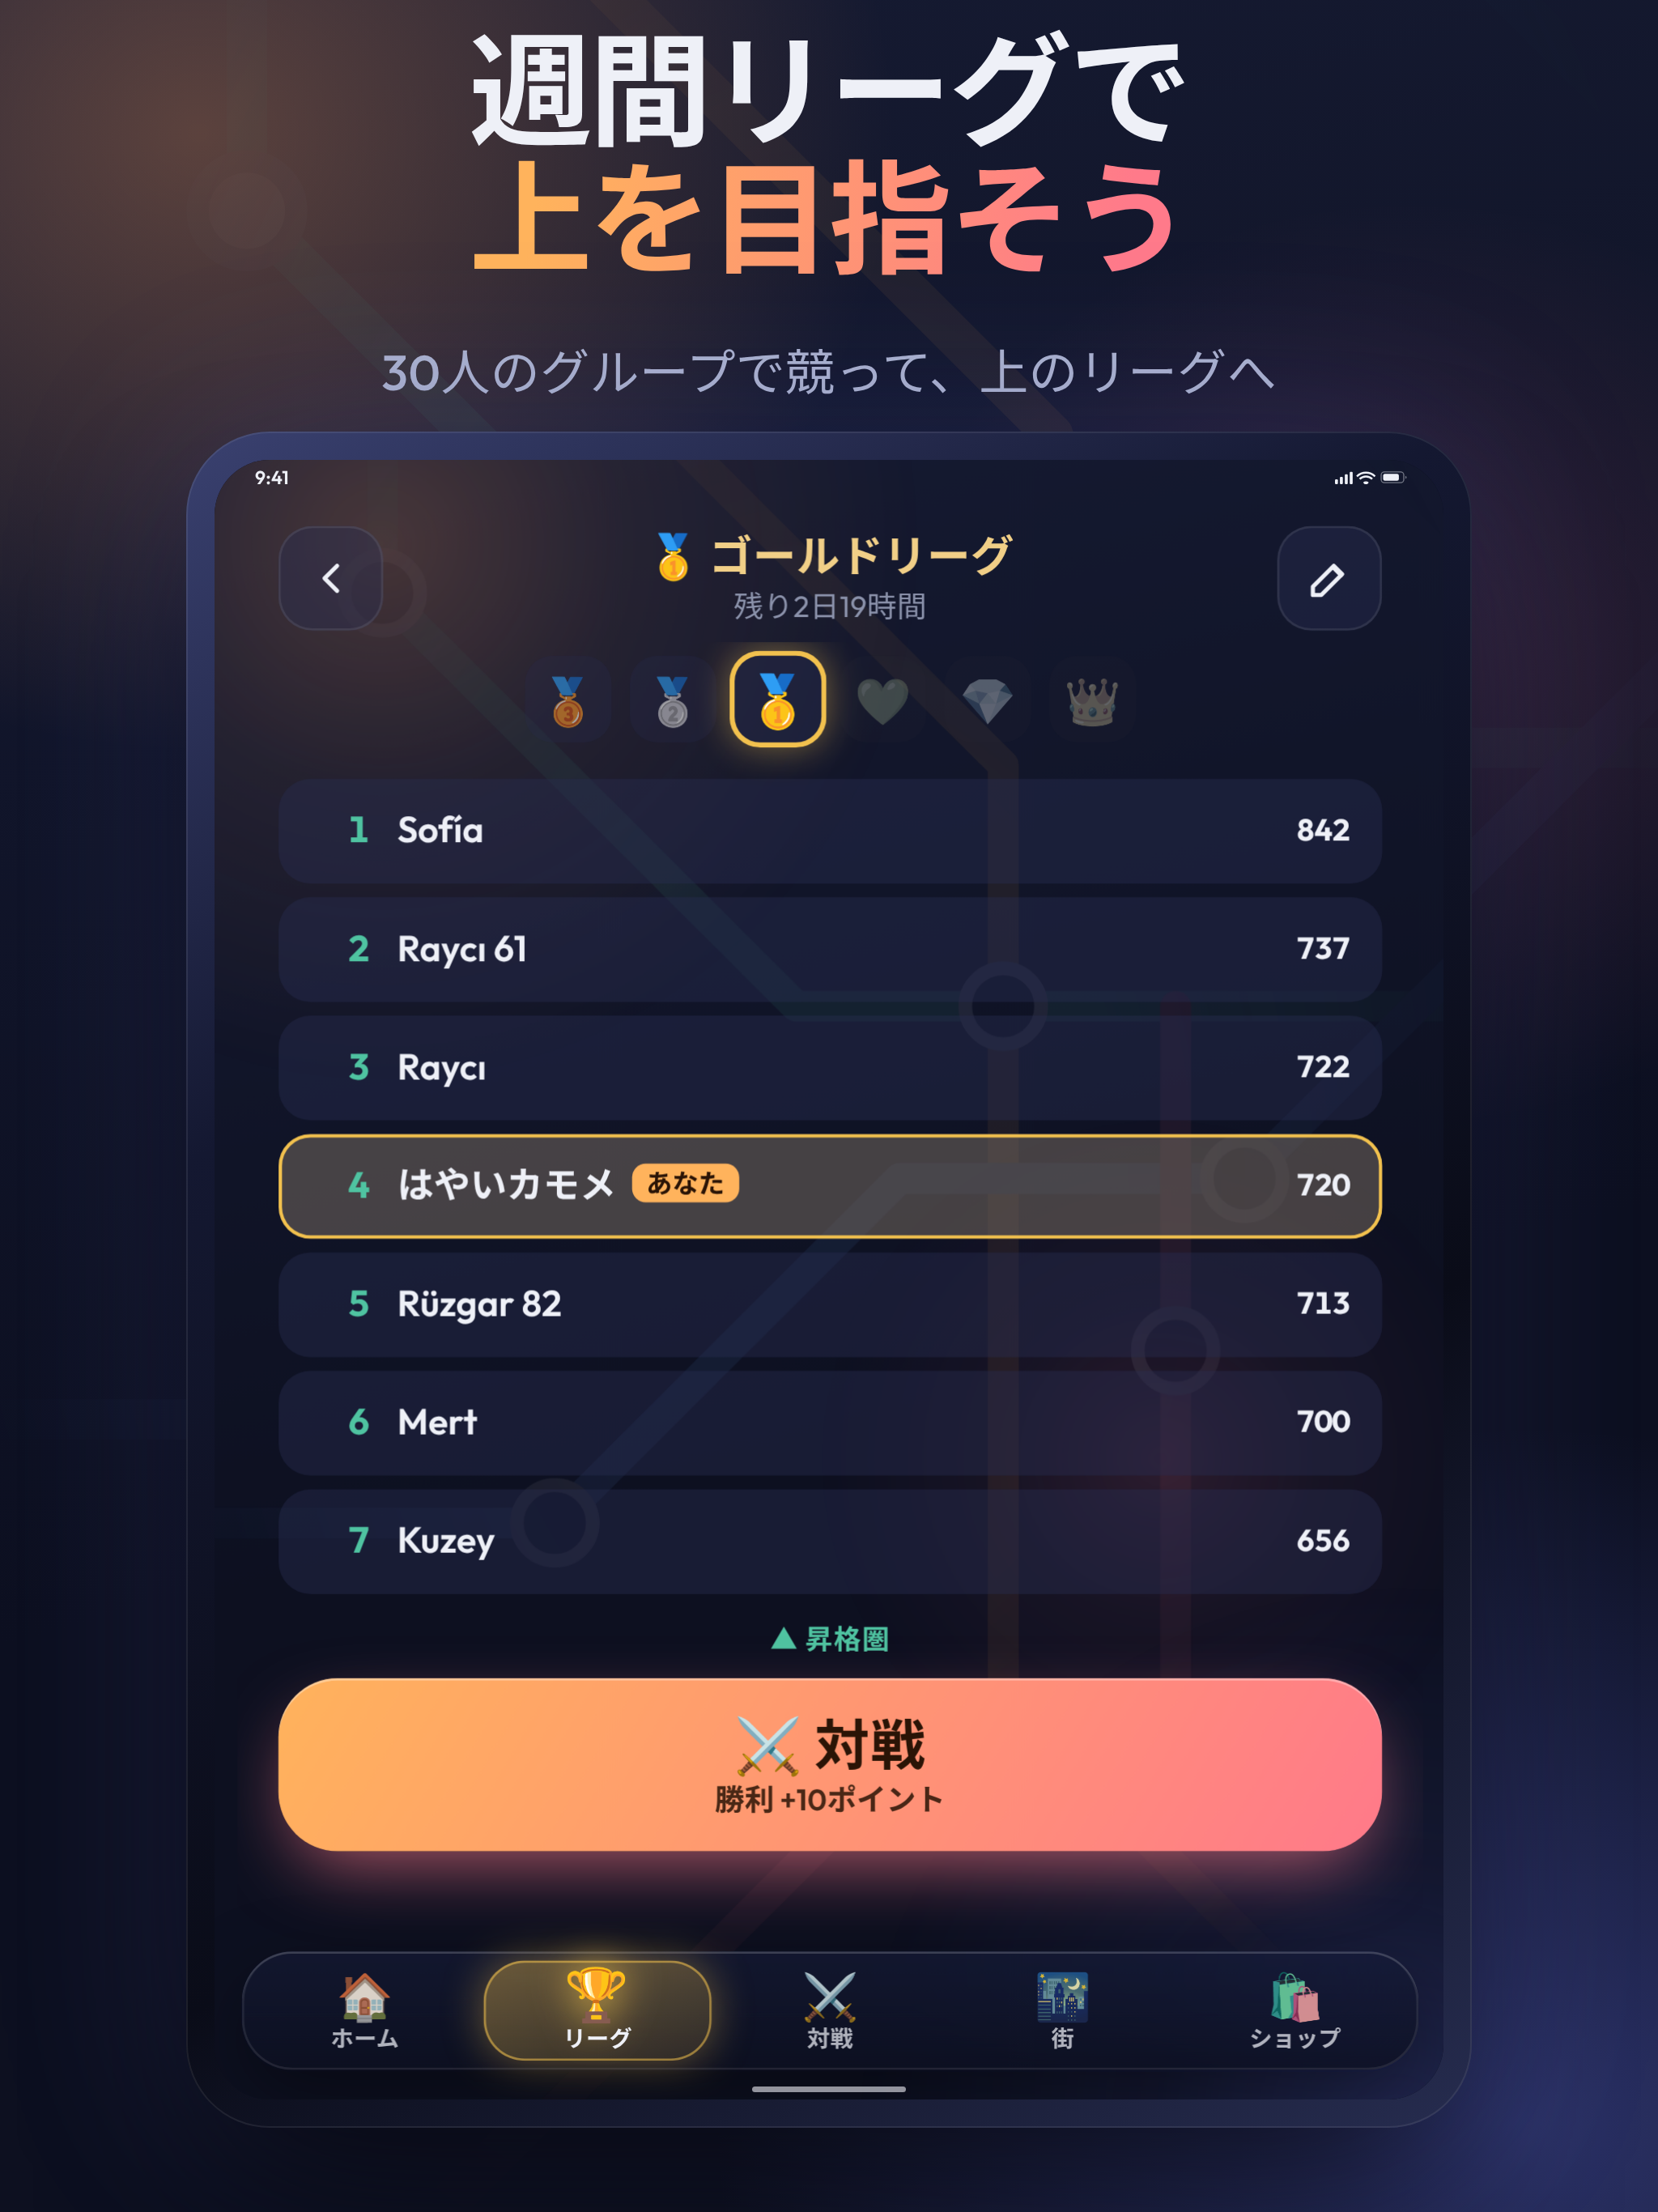 週間リーグで
上を目指そう
30人のグループで競って、上のリーグへ
9:41
ゴールドリーグ
残り2日19時間
1 Sofía 842
2 Raycı 61 737
3 Raycı 722
4 はやいカモメ あなた 720
5 Rüzgar 82 713
6 Mert 700
7 Kuzey 656
▲ 昇格圏
対戦
勝利 +10ポイント
ホーム リーグ 対戦 街 ショップ